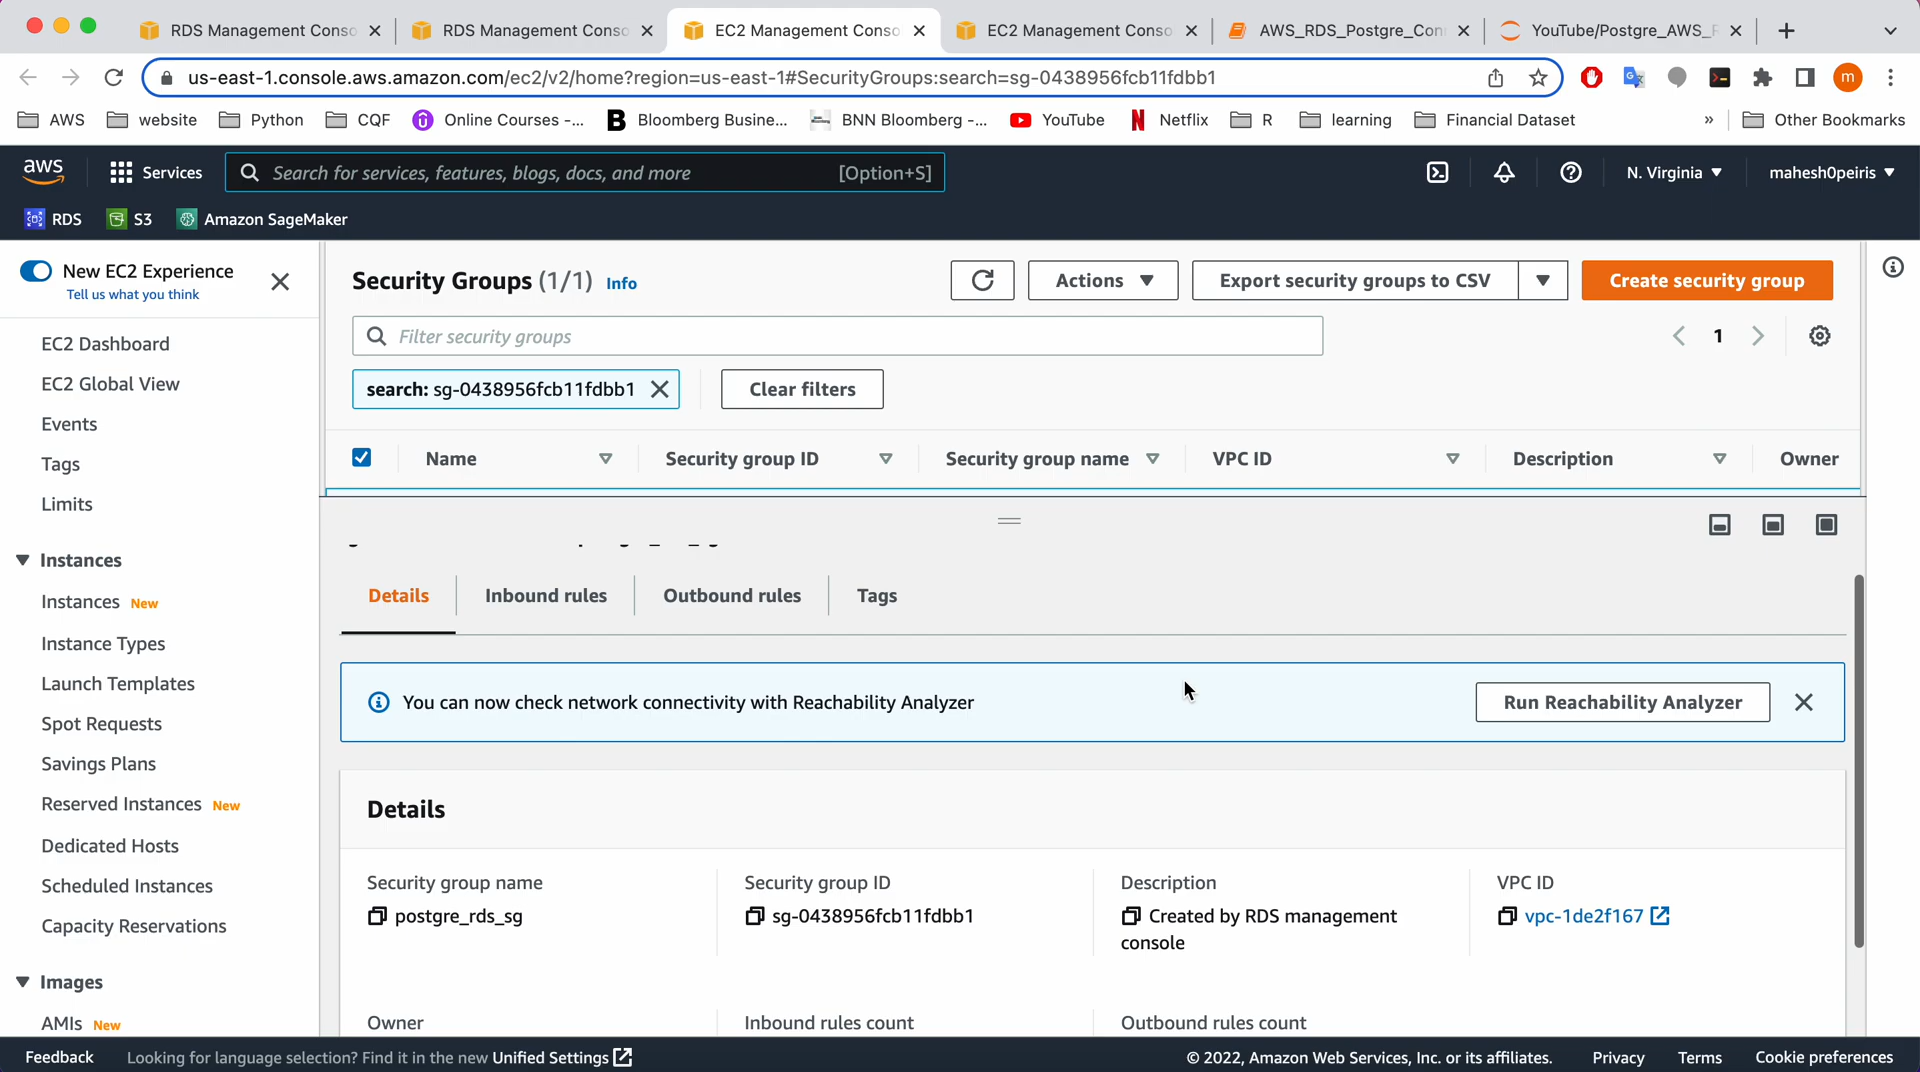 RDS Management Conso
RDS Management Conso
EC2 Management Conso
EC2 Management Conso
AWS_RDS_Postgre_Con
YouTube/Postgre_AWS_R
us-east-1.console.aws.amazon.com/ec2/v2/home?region=us-east-1#SecurityGroups:search=sg-0438956fcb11fdbb1
m
AWS
website
Python
CQF
Online Courses -...
Bloomberg Busine...
BNN Bloomberg -...
YouTube
Netflix
R
learning
Financial Dataset
»
Other Bookmarks
aws
Services
Search for services, features, blogs, docs, and more
[Option+S]
N. Virginia
mahesh0peiris
RDS
S3
Amazon SageMaker
New EC2 Experience
Tell us what you think
EC2 Dashboard
EC2 Global View
Events
Tags
Limits
Instances
Instances New
Instance Types
Launch Templates
Spot Requests
Savings Plans
Reserved Instances New
Dedicated Hosts
Scheduled Instances
Capacity Reservations
Images
AMIs New
Security Groups (1/1) Info
Actions
Export security groups to CSV
Create security group
Filter security groups
1
search: sg-0438956fcb11fdbb1
Clear filters
Name
Security group ID
Security group name
VPC ID
Description
Owner
Details
Inbound rules
Outbound rules
Tags
You can now check network connectivity with Reachability Analyzer
Run Reachability Analyzer
Details
Security group name
postgre_rds_sg
Security group ID
sg-0438956fcb11fdbb1
Description
Created by RDS management
console
VPC ID
vpc-1de2f167
Owner
Inbound rules count
Outbound rules count
Feedback
Looking for language selection? Find it in the new Unified Settings
© 2022, Amazon Web Services, Inc. or its affiliates.
Privacy
Terms
Cookie preferences